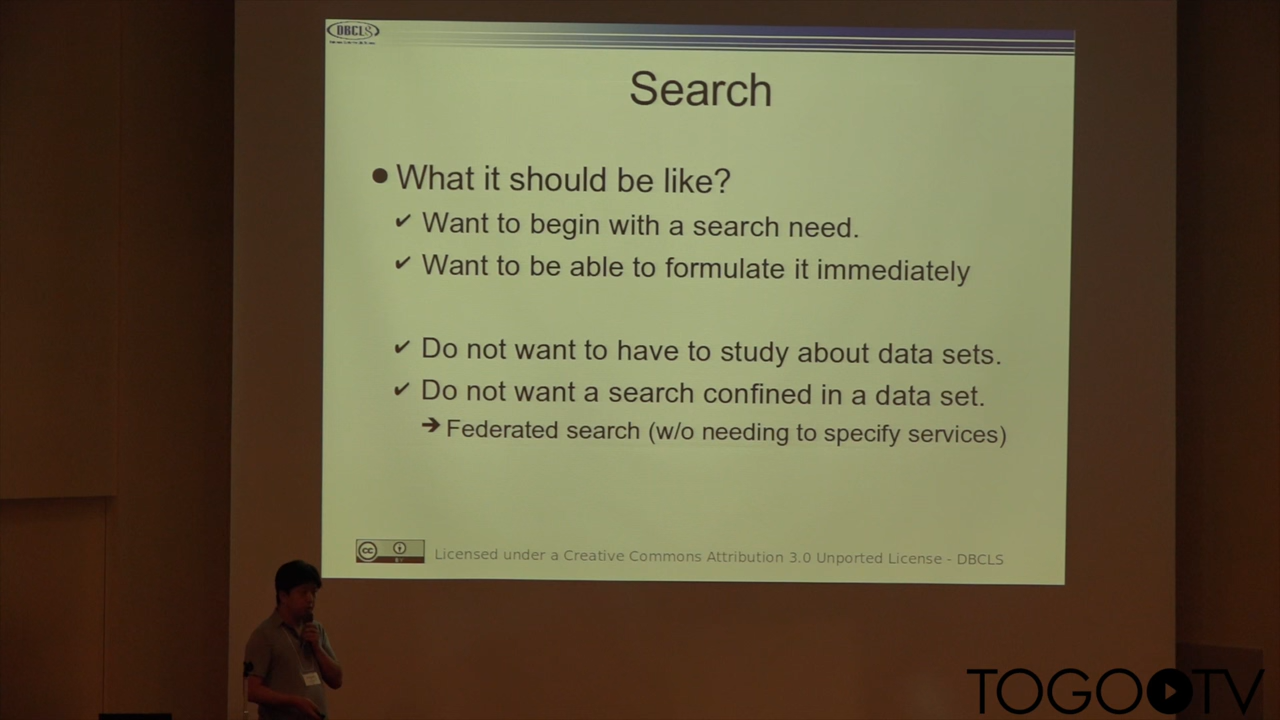 DBCLS
Search
What it should be like?
Want to begin with a search need.
Want to be able to formulate it immediately
Do not want to have to study about data sets.
Do not want a search confined in a data set.
Federated search (w/o needing to specify services)
cc
Licensed under a Creative Commons Attribution 3.0 Unported License - DBCLS
TOGOTV